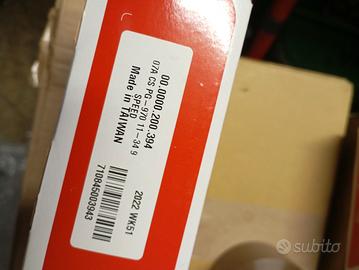 00.0000.200.394
07A CS PG-970 11-34 9
SPEED
Made in TAIWAN
2022 WK51
710845003943
subito